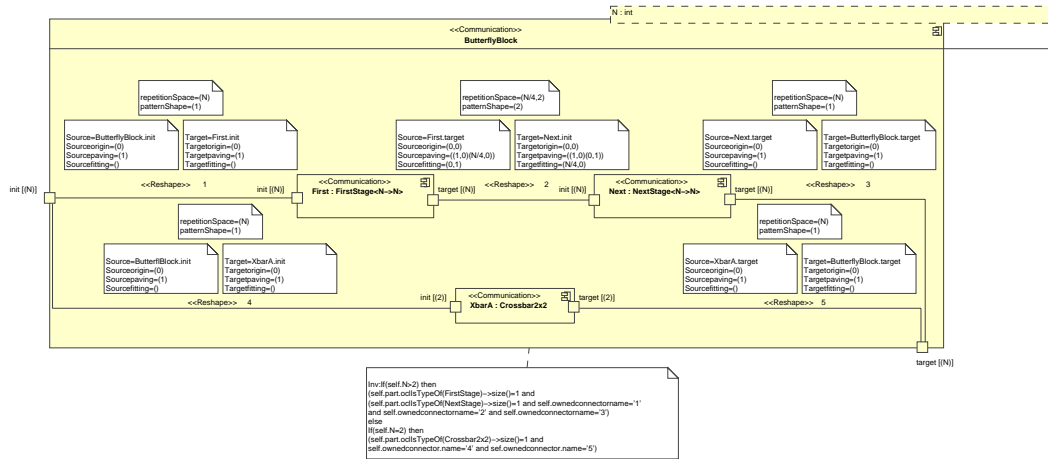 N : int
<<Communication>>
ButterflyBlock
repetitionSpace=(N)
patternShape=(1)
repetitionSpace=(N/4,2)
patternShape=(2)
repetitionSpace=(N)
patternShape=(1)
Source=ButterflyBlock.init
Sourceorigin=(0)
Sourcepaving=(1)
Sourcefitting=()
Target=First.init
Targetorigin=(0)
Targetpaving=(1)
Targetfitting=()
Source=First.target
Sourceorigin=(0,0)
Sourcepaving=((1,0)(N/4,0))
Sourcefitting=(0,1)
Target=Next.init
Targetorigin=(0,0)
Targetpaving=((1,0)(0,1))
Targetfitting=(N/4,0)
Source=Next.target
Sourceorigin=(0)
Sourcepaving=(1)
Sourcefitting=()
Target=ButterflyBlock.target
Targetorigin=(0)
Targetpaving=(1)
Targetfitting=()
init [(N)]
<<Reshape>> 1
init [(N)]
<<Communication>>
First : FirstStage<N->N>
target [(N)]
<<Reshape>> 2
init [(N)]
<<Communication>>
Next : NextStage<N->N>
target [(N)]
<<Reshape>> 3
repetitionSpace=(N)
patternShape=(1)
repetitionSpace=(N)
patternShape=(1)
Source=ButterflBlock.init
Sourceorigin=(0)
Sourcepaving=(1)
Sourcefitting=()
Target=XbarA.init
Targetorigin=(0)
Targetpaving=(1)
Targetfitting=()
Source=XbarA.target
Sourceorigin=(0)
Sourcepaving=(1)
Sourcefitting=()
Target=ButterflyBlock.target
Targetorigin=(0)
Targetpaving=(1)
Targetfitting=()
<<Reshape>> 4
init [(2)]
<<Communication>>
XbarA : Crossbar2x2
target [(2)]
<<Reshape>> 5
target [(N)]
Inv:If(self.N>2) then
(self.part.oclIsTypeOf(FirstStage)->size()=1 and
(self.part.oclIsTypeOf(NextStage)->size()=1 and self.ownedconnectorname='1'
and self.ownedconnectorname='2' and self.ownedconnectorname='3')
else
If(self.N=2) then
(self.part.oclIsTypeOf(Crossbar2x2)->size()=1 and
self.ownedconnector.name='4' and sef.ownedconnector.name='5')